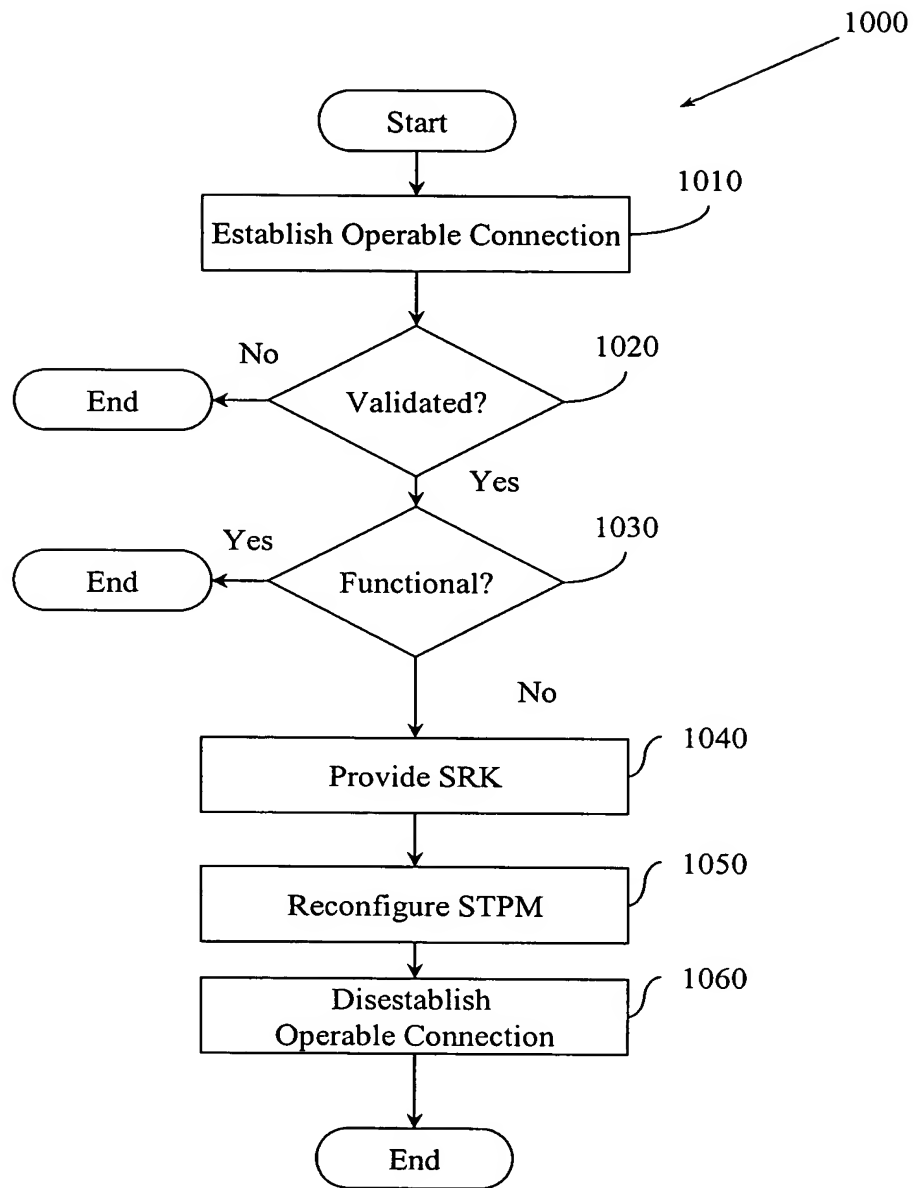 1000
Start
1010
Establish Operable Connection
1020
No
End
Validated?
Yes
1030
Yes
End
Functional?
No
1040
Provide SRK
1050
Reconfigure STPM
1060
Disestablish
Operable Connection
End